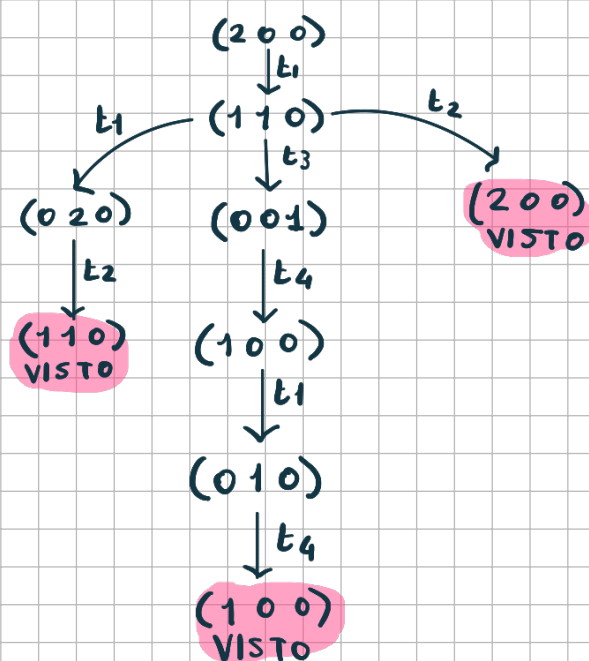 (2 0 0)
t1
(1 1 0)
t1
t2
t3
(0 2 0)
(0 0 1)
(2 0 0)
VISTO
t2
t4
(1 1 0)
VISTO
(1 0 0)
t1
(0 1 0)
t4
(1 0 0)
VISTO